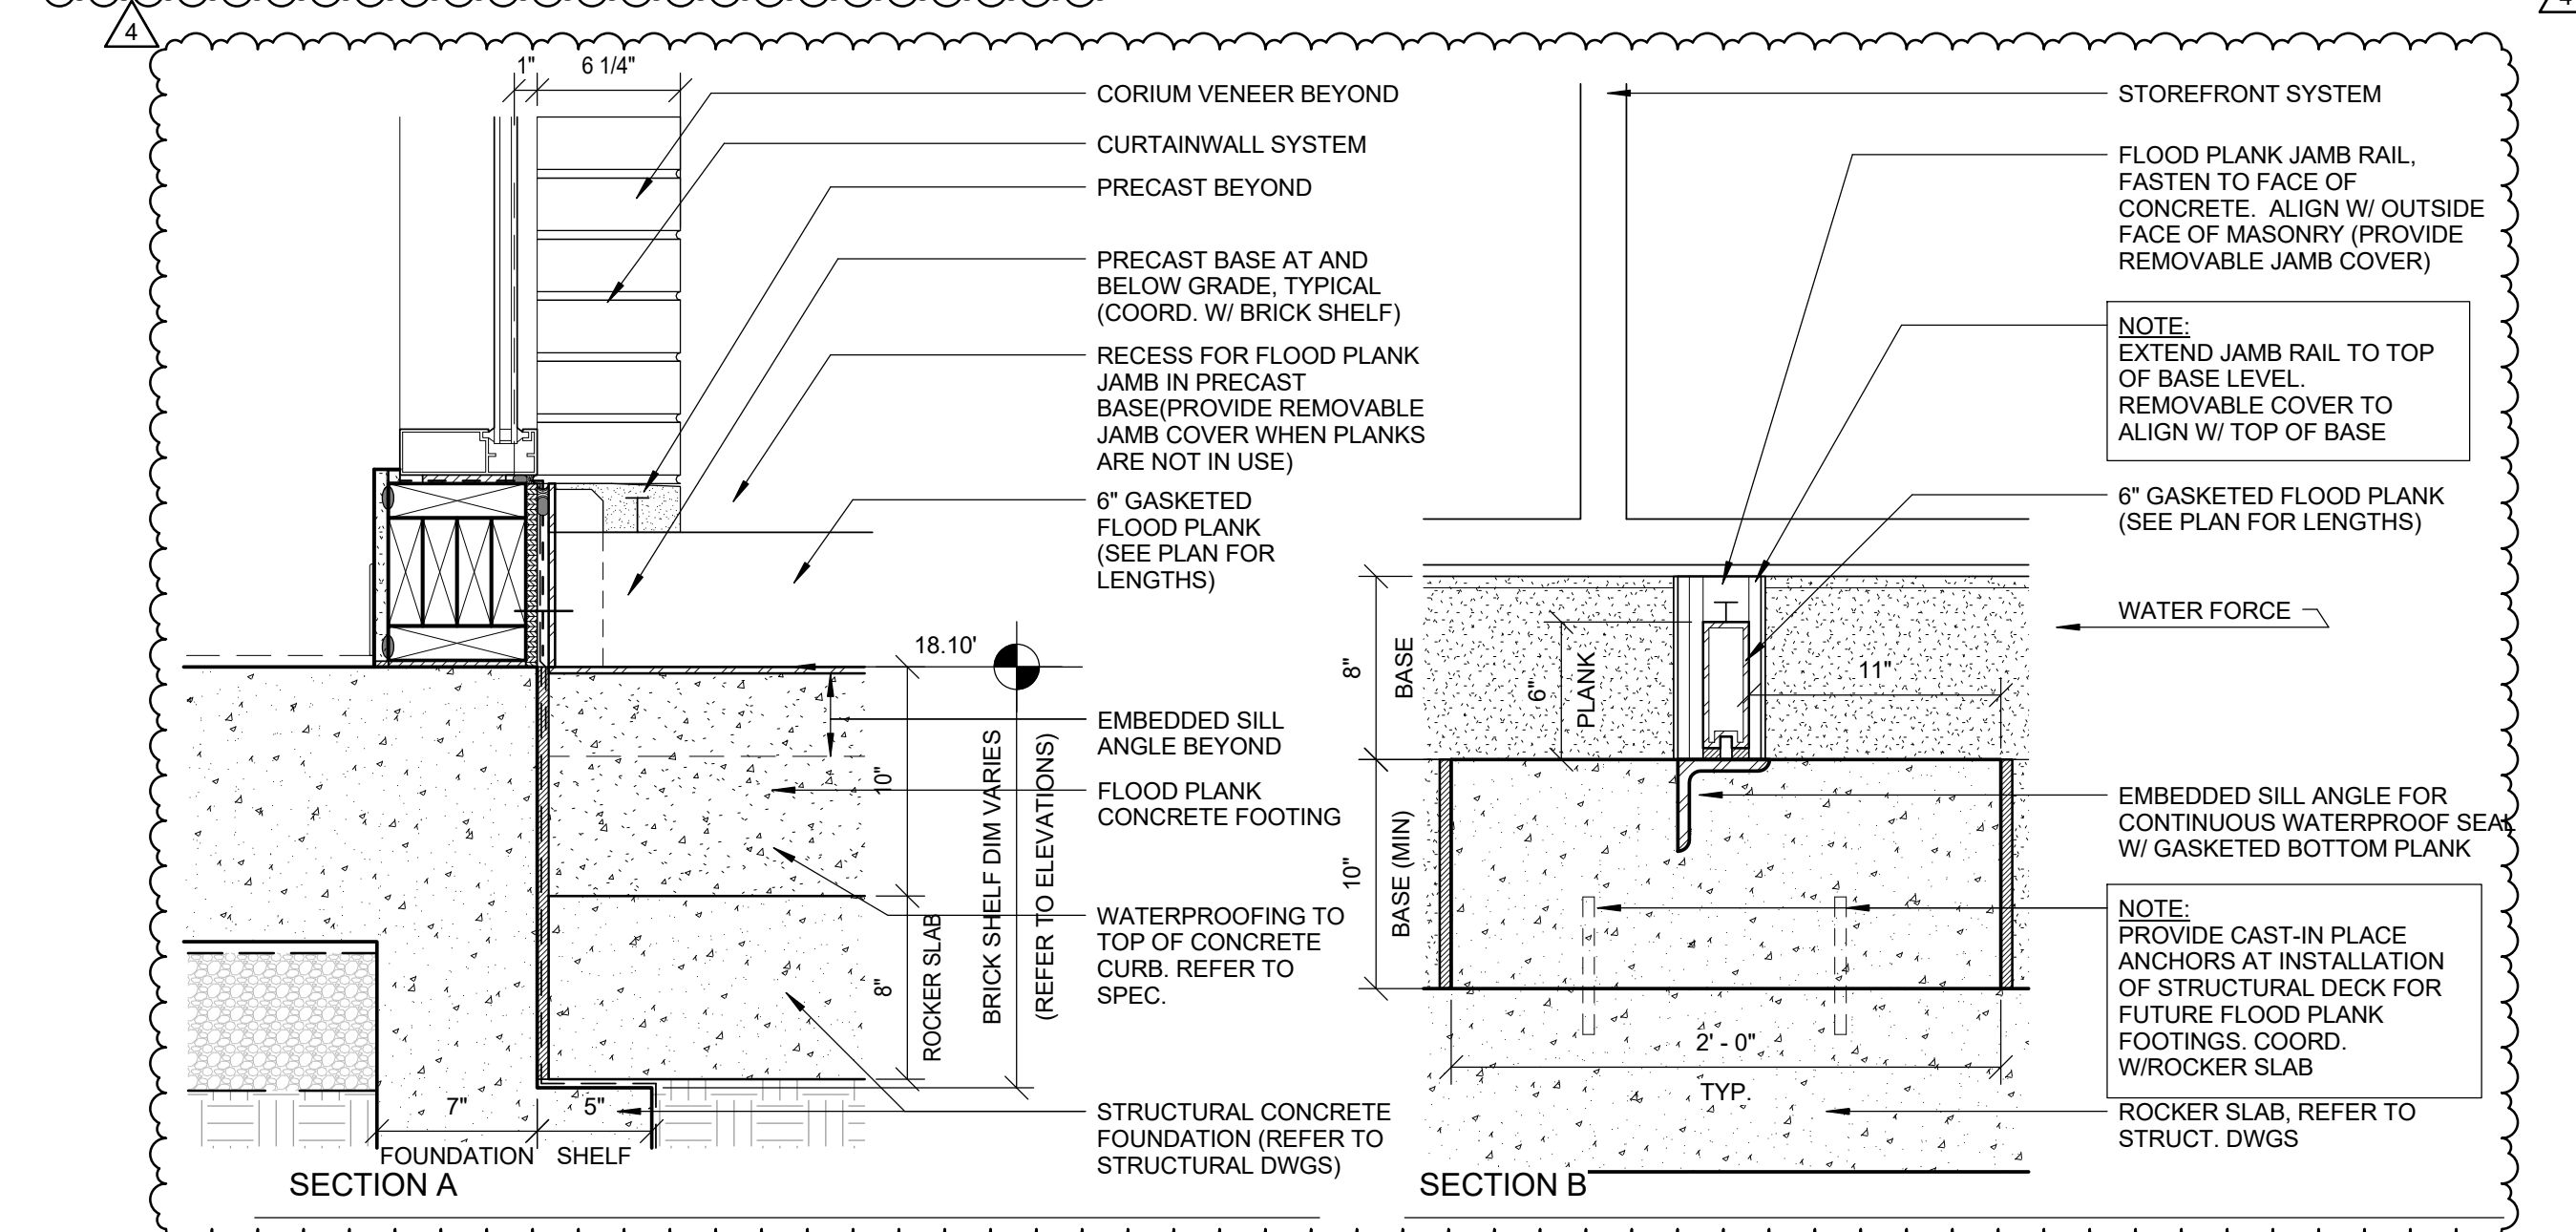 4
4
1"
6 1/4"
CORIUM VENEER BEYOND
CURTAINWALL SYSTEM
PRECAST BEYOND
PRECAST BASE AT AND
BELOW GRADE, TYPICAL
(COORD. W/ BRICK SHELF)
RECESS FOR FLOOD PLANK
JAMB IN PRECAST
BASE(PROVIDE REMOVABLE
JAMB COVER WHEN PLANKS
ARE NOT IN USE)
6" GASKETED
FLOOD PLANK
(SEE PLAN FOR
LENGTHS)
18.10'
EMBEDDED SILL
ANGLE BEYOND
FLOOD PLANK
CONCRETE FOOTING
WATERPROOFING TO
TOP OF CONCRETE
CURB. REFER TO
SPEC.
STRUCTURAL CONCRETE
FOUNDATION (REFER TO
STRUCTURAL DWGS)
10"
8"
ROCKER SLAB
BRICK SHELF DIM VARIES
(REFER TO ELEVATIONS)
7"
5"
FOUNDATION
SHELF
SECTION A
STOREFRONT SYSTEM
FLOOD PLANK JAMB RAIL,
FASTEN TO FACE OF
CONCRETE. ALIGN W/ OUTSIDE
FACE OF MASONRY (PROVIDE
REMOVABLE JAMB COVER)
NOTE:
EXTEND JAMB RAIL TO TOP
OF BASE LEVEL.
REMOVABLE COVER TO
ALIGN W/ TOP OF BASE
6" GASKETED FLOOD PLANK
(SEE PLAN FOR LENGTHS)
WATER FORCE
8"
BASE
6"
PLANK
11"
10"
BASE (MIN)
EMBEDDED SILL ANGLE FOR
CONTINUOUS WATERPROOF SEAL
W/ GASKETED BOTTOM PLANK
NOTE:
PROVIDE CAST-IN PLACE
ANCHORS AT INSTALLATION
OF STRUCTURAL DECK FOR
FUTURE FLOOD PLANK
FOOTINGS. COORD.
W/ROCKER SLAB
2' - 0"
TYP.
ROCKER SLAB, REFER TO
STRUCT. DWGS
SECTION B